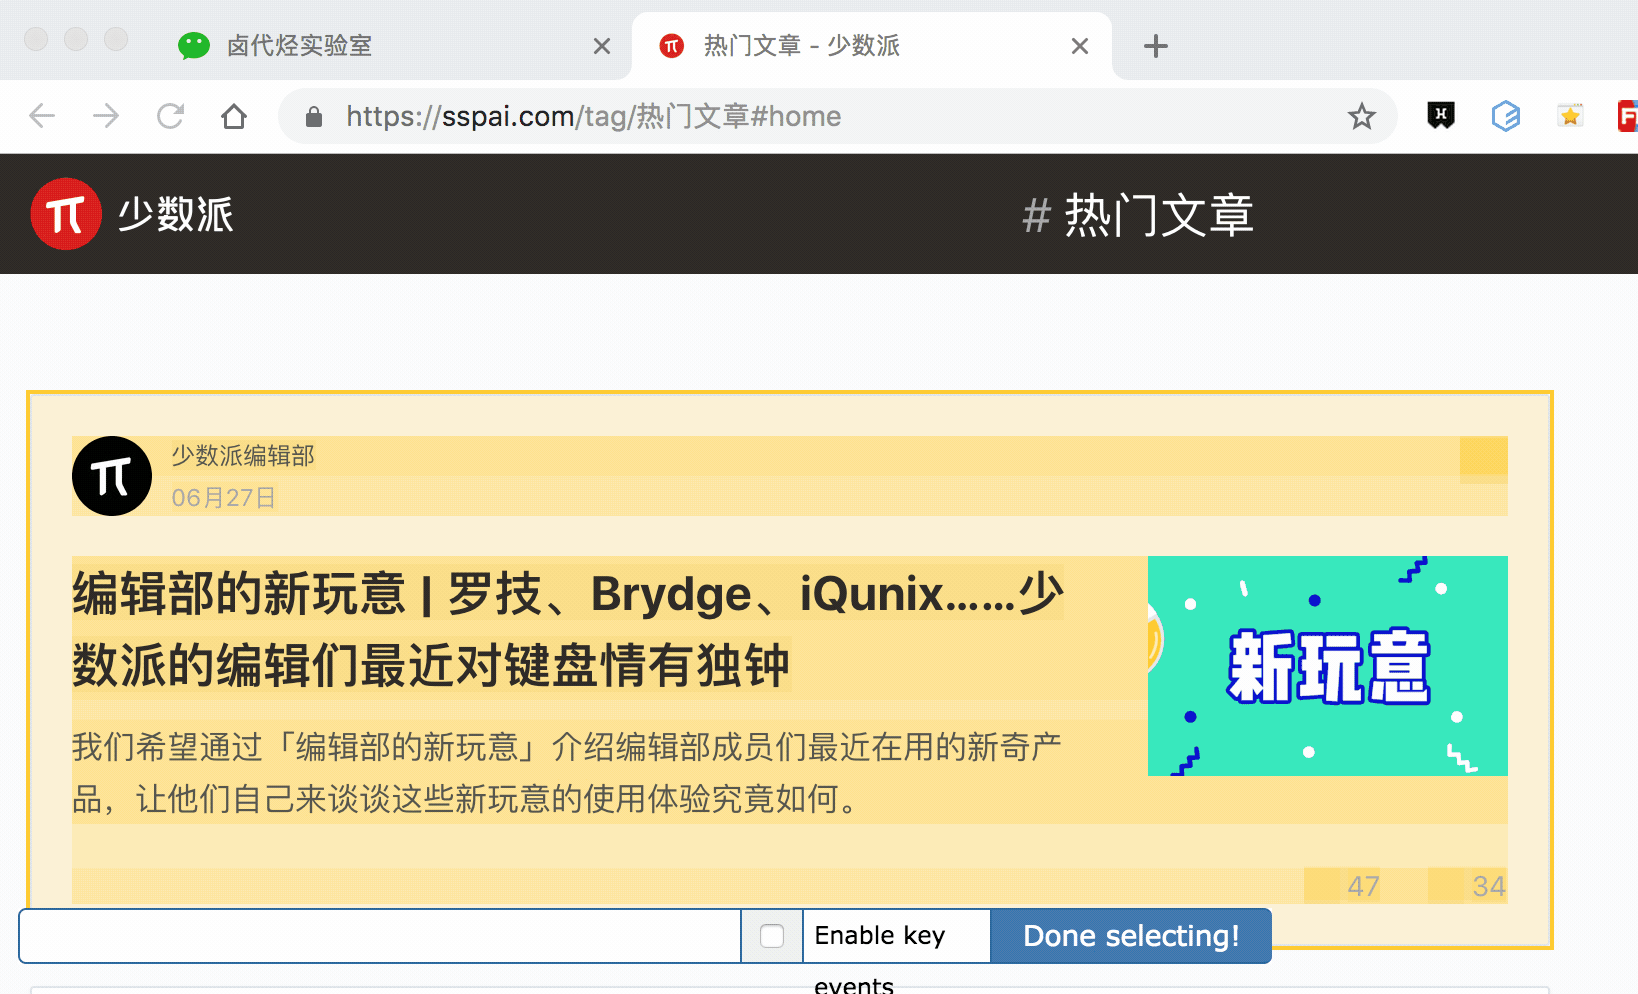 卤代烃实验室
热门文章 - 少数派
https://sspai.com/tag/热门文章#home
少数派
# 热门文章
少数派编辑部
06月27日
编辑部的新玩意 | 罗技、Brydge、iQunix……少
数派的编辑们最近对键盘情有独钟
新玩意
我们希望通过「编辑部的新玩意」介绍编辑部成员们最近在用的新奇产
品，让他们自己来谈谈这些新玩意的使用体验究竟如何。
47
34
Enable key
events
Done selecting!